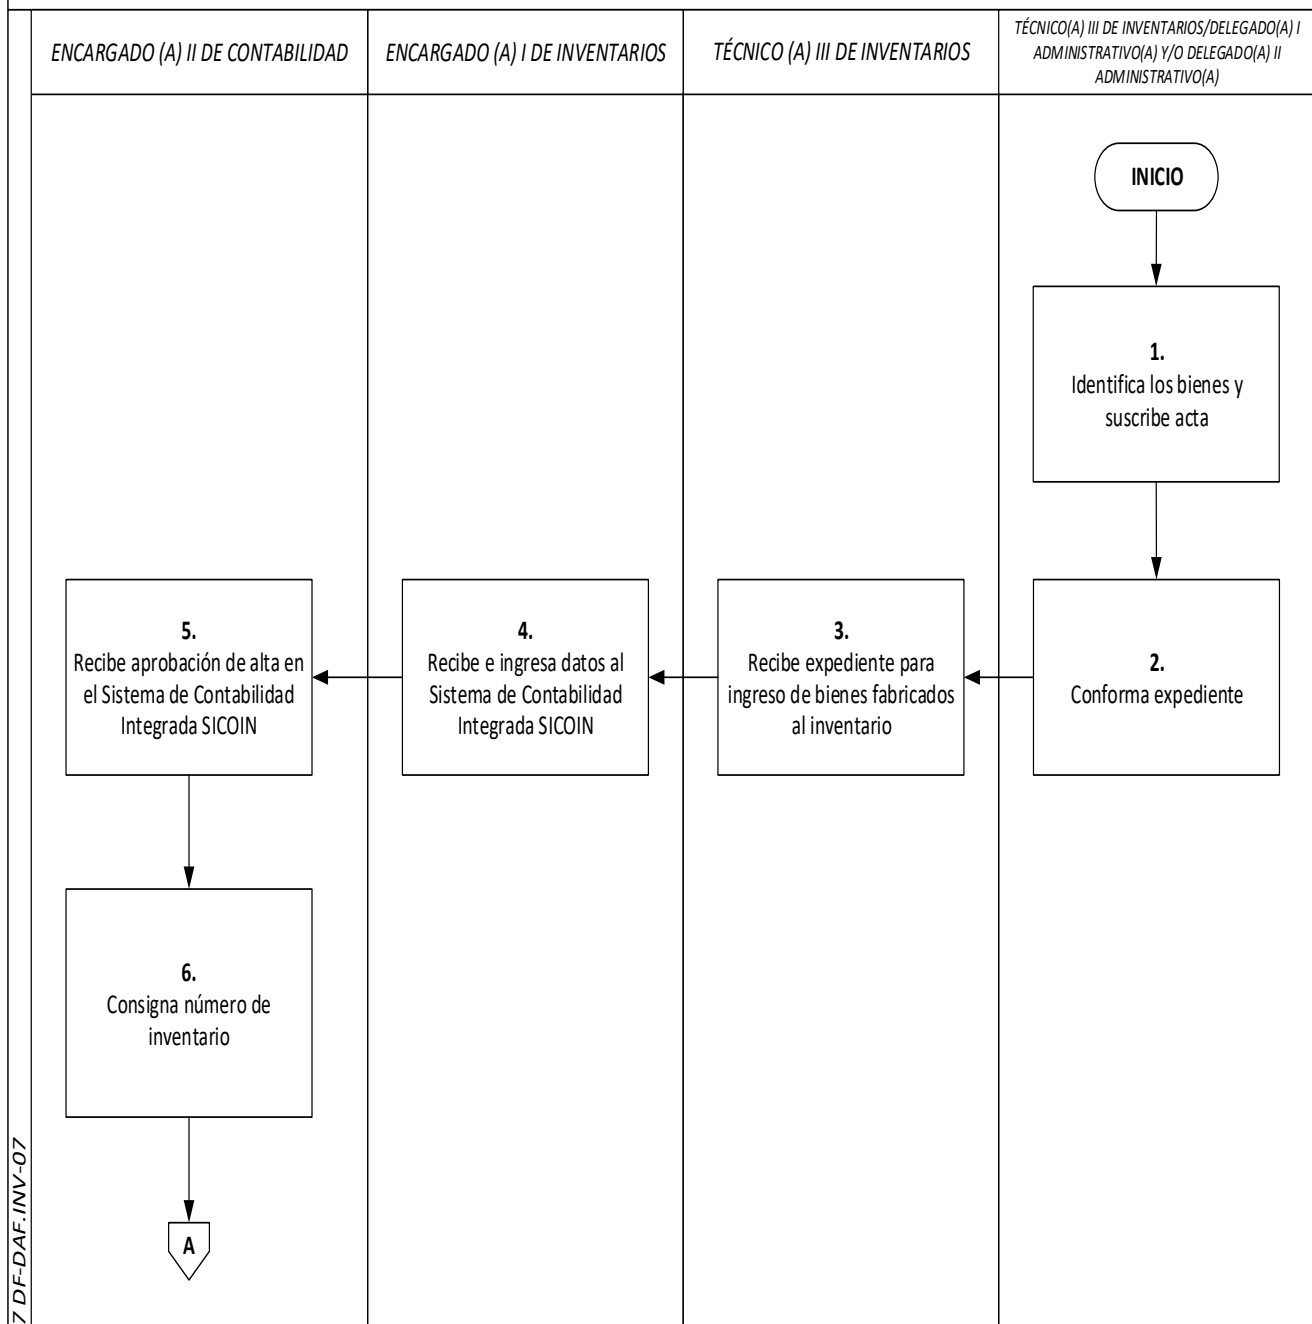 ENCARGADO (A) II DE CONTABILIDAD
ENCARGADO (A) I DE INVENTARIOS
TÉCNICO (A) III DE INVENTARIOS
TÉCNICO(A) III DE INVENTARIOS/DELEGADO(A) I
ADMINISTRATIVO(A) Y/O DELEGADO(A) II
ADMINISTRATIVO(A)
INICIO
1.
Identifica los bienes y
suscribe acta
2.
Conforma expediente
3.
Recibe expediente para
ingreso de bienes fabricados
al inventario
4.
Recibe e ingresa datos al
Sistema de Contabilidad
Integrada SICOIN
5.
Recibe aprobación de alta en
el Sistema de Contabilidad
Integrada SICOIN
6.
Consigna número de
inventario
A
7 DF-DAF.INV-07